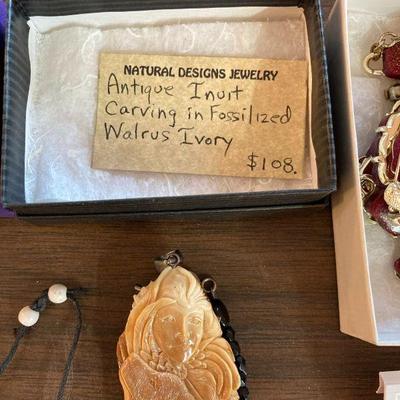 NATURAL DESIGNS JEWELRY
Antique Inuit
Carving in Fossilized
Walrus Ivory
$108.